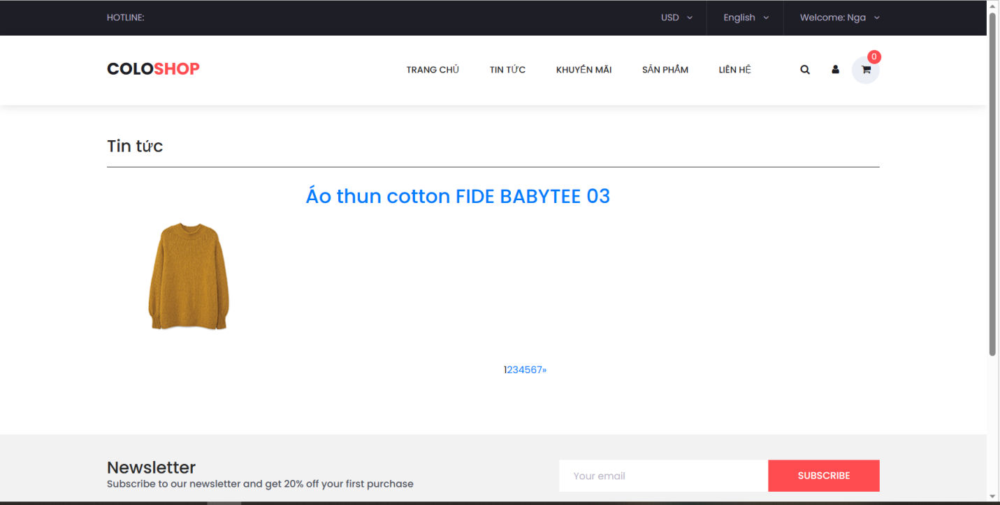 HOTLINE:
USD
English
Welcome: Nga
COLOSHOP
TRANG CHỦ
TIN TỨC
KHUYẾN MÃI
SẢN PHẨM
LIÊN HỆ
0
Tin tức
Áo thun cotton FIDE BABYTEE 03
1234567»
Newsletter
Subscribe to our newsletter and get 20% off your first purchase
Your email
SUBSCRIBE